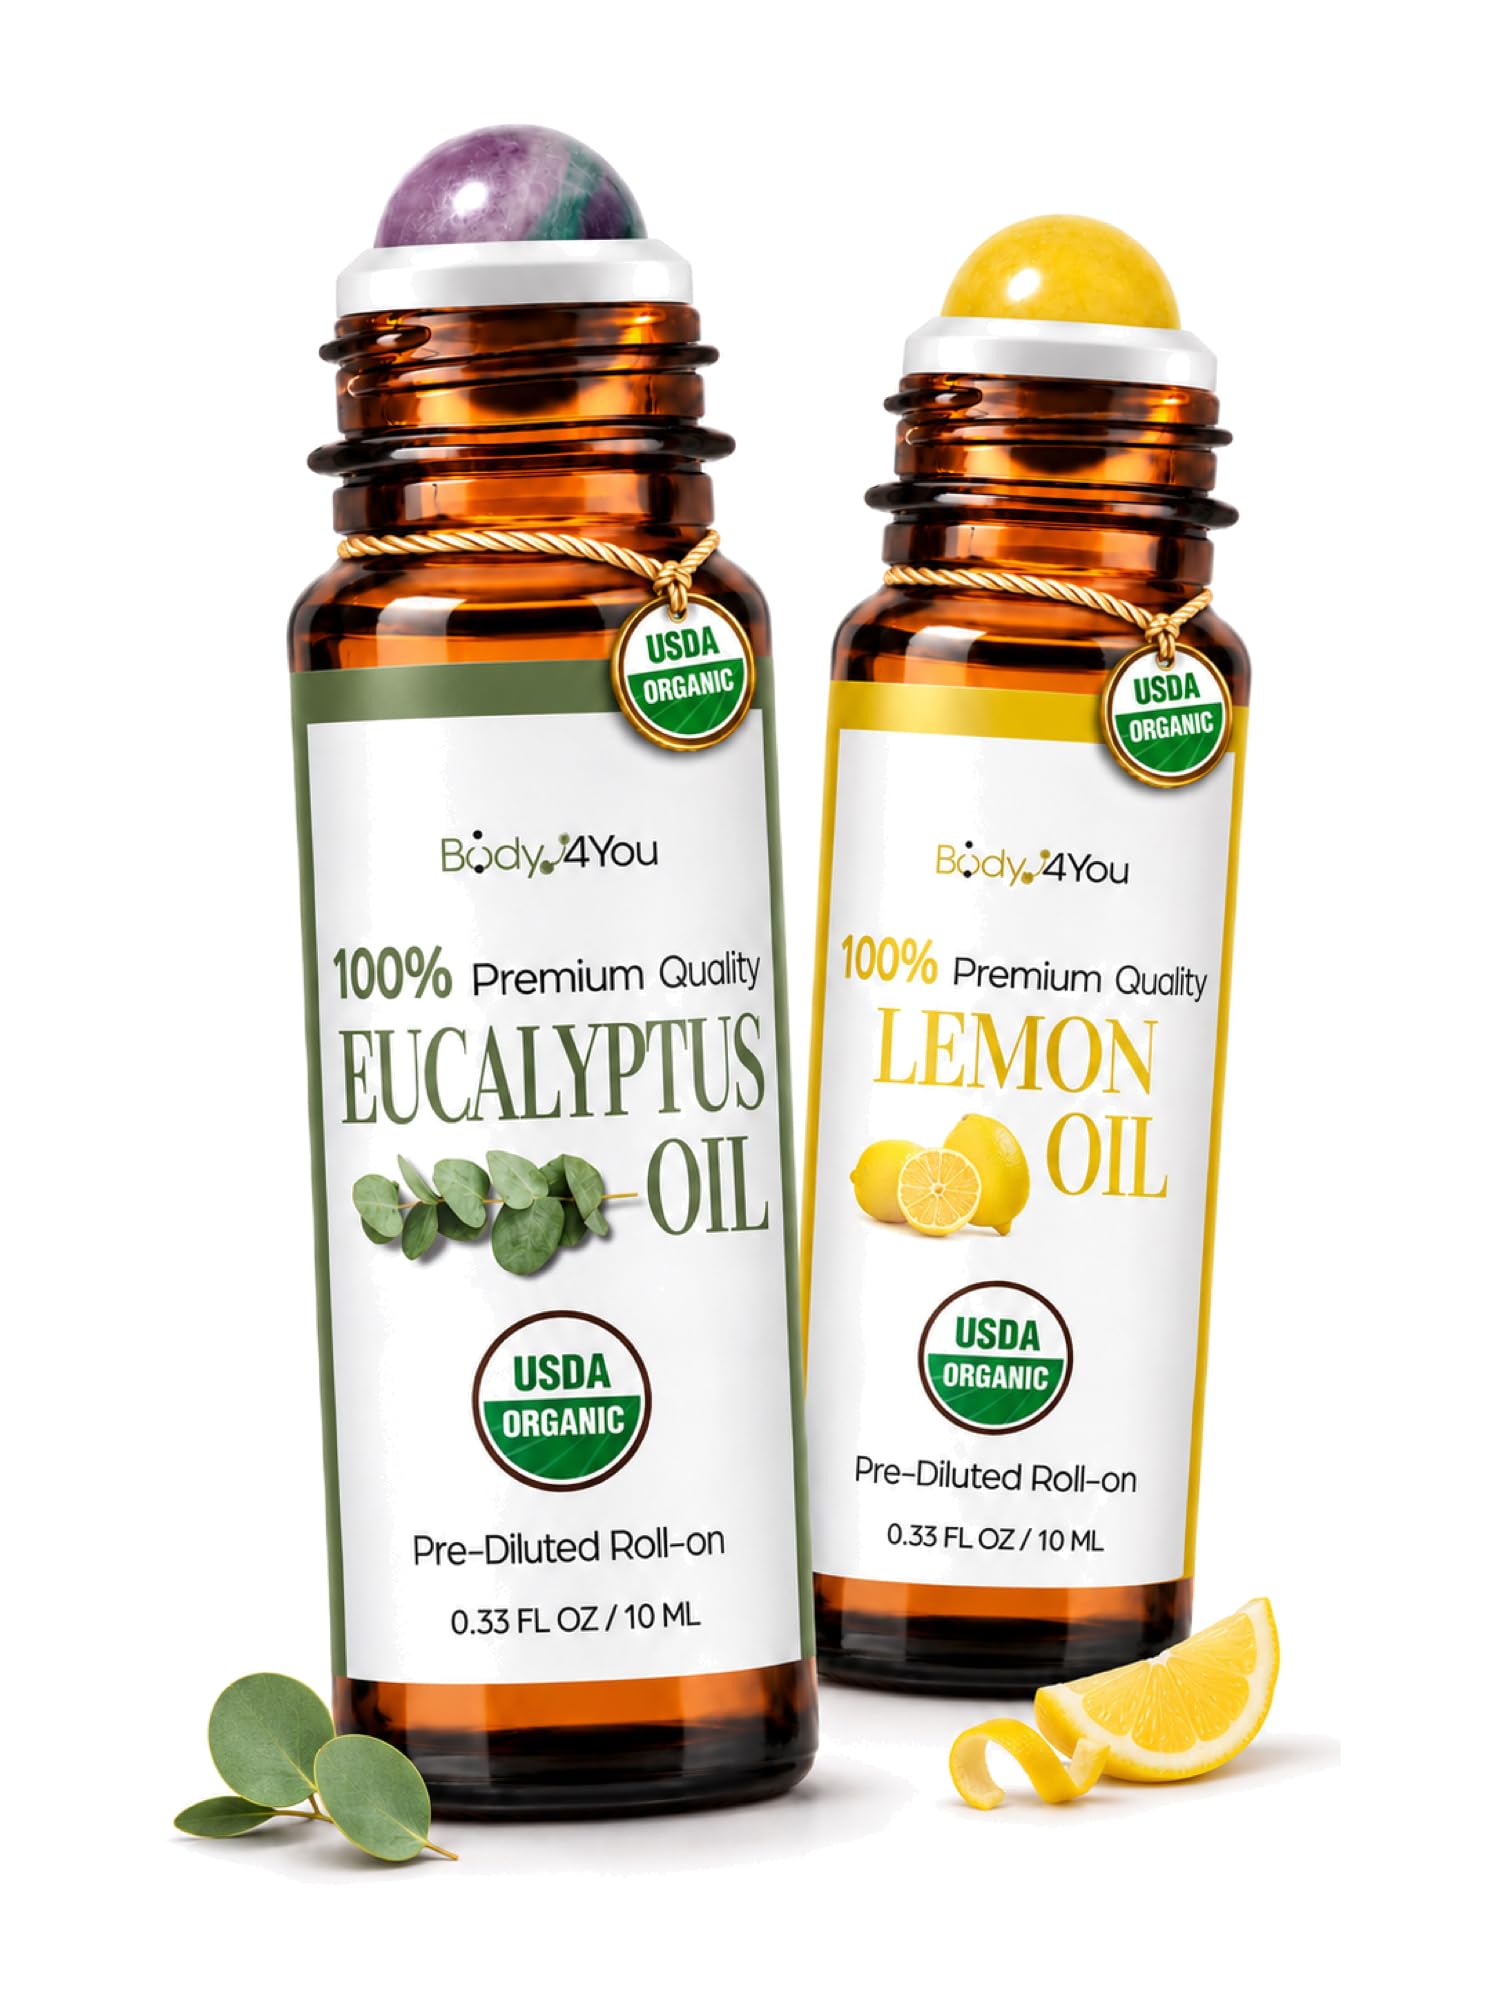 USDA
ORGANIC
Body4You
100% Premium Quality
EUCALYPTUS
OIL
USDA
ORGANIC
Pre-Diluted Roll-on
0.33 FL OZ / 10 ML
USDA
ORGANIC
Body4You
100% Premium Quality
LEMON
OIL
USDA
ORGANIC
Pre-Diluted Roll-on
0.33 FL OZ / 10 ML